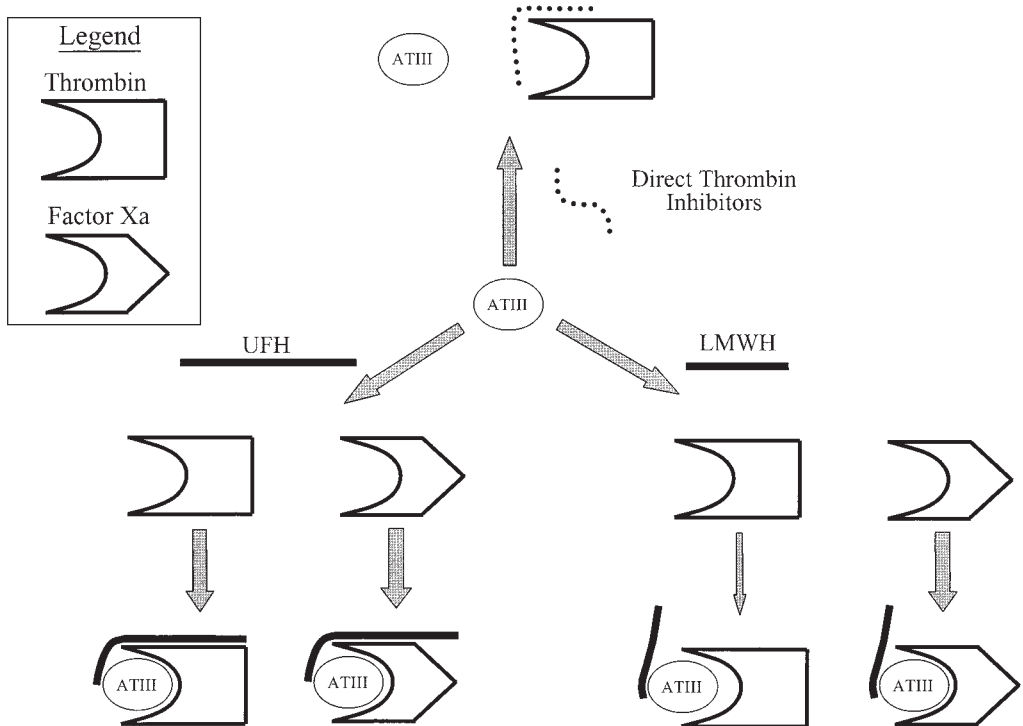 Legend
Thrombin
Factor Xa
ATIII
Direct Thrombin
Inhibitors
ATIII
UFH
LMWH
ATIII
ATIII
ATIII
ATIII